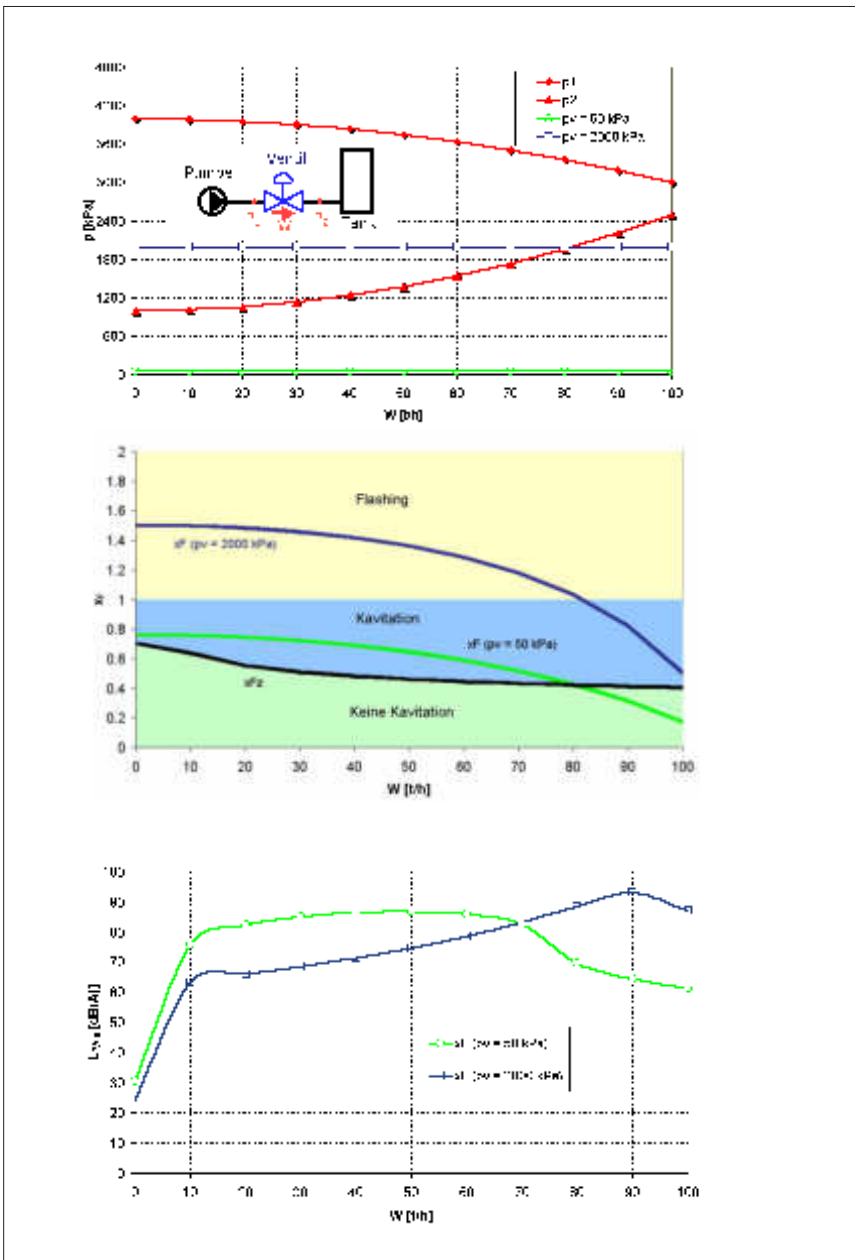 p1
p2
pv = 2000 kPa
Ventil
Pumpe
p [kPa]
3000
2400
1800
1200
600
0
0 10 20 30 40 50 60 70 80 90 100
W [t/h]
2
1.8
1.6
1.4
1.2
1
0.8
0.6
0.4
0.2
0
Flashing
xF (pv = 2000 kPa)
Kavitation
xF (pv = 50 kPa)
xFz
Keine Kavitation
0 10 20 30 40 50 60 70 80 90 100
W [t/h]
100
90
80
70
60
50
40
30
20
10
0
0 10 20 30 40 50 60 70 80 90 100
W [t/h]